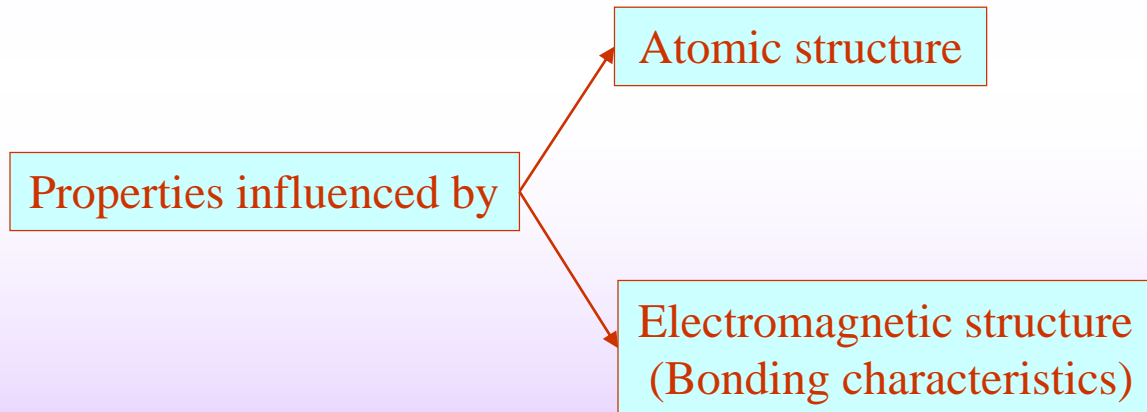 Atomic structure
Properties influenced by
Electromagnetic structure
(Bonding characteristics)